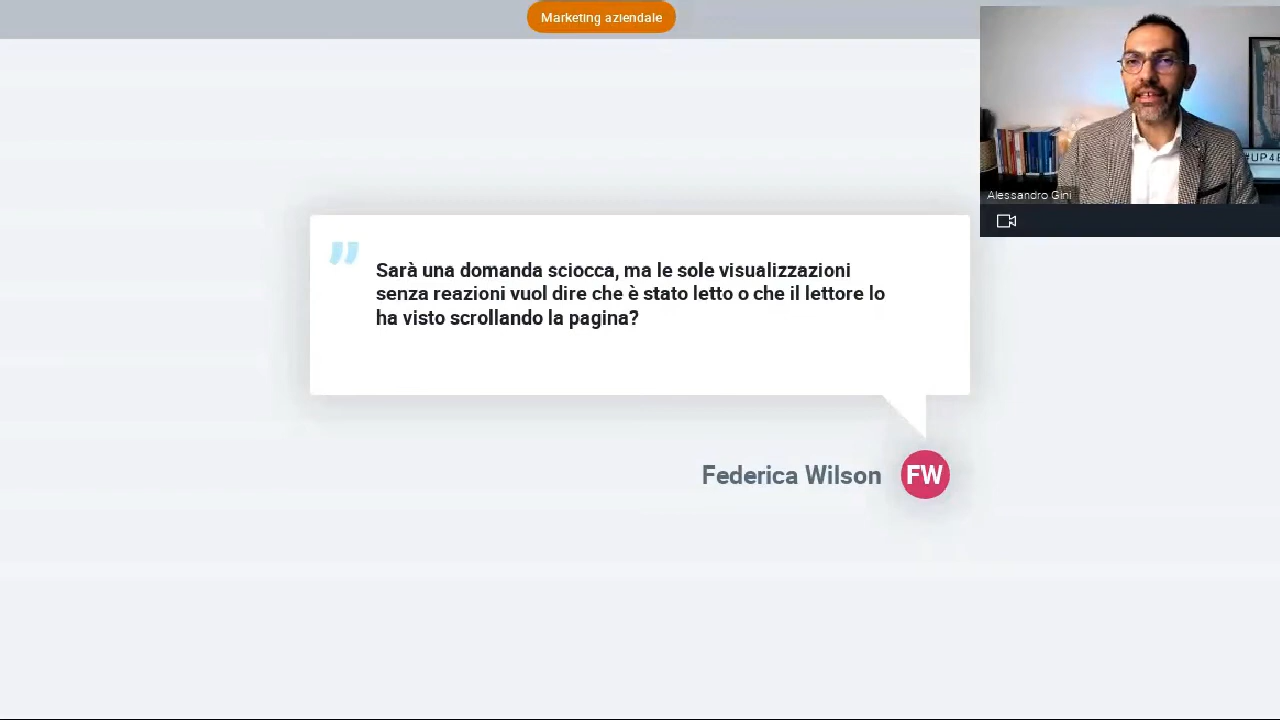 Marketing aziendale
#UP4B
Alessandro Gini
”
Sarà una domanda sciocca, ma le sole visualizzazioni
senza reazioni vuol dire che è stato letto o che il lettore lo
ha visto scrollando la pagina?
Federica Wilson
FW